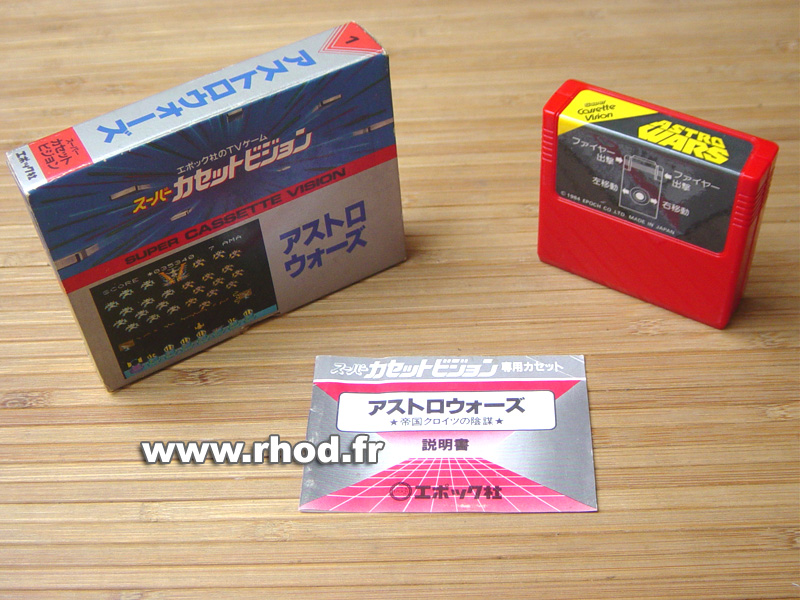 1
アストロウォーズ
スーパー
カセット
ビジョン
エポック社
エポック社のTVゲーム
スーパーカセットビジョン
SUPER CASSETTE VISION
アストロ
ウォーズ
SCORE
Super
Cassette
Vision
ASTRO
WARS
ファイヤー
出撃
ファイヤー
出撃
左移動
右移動
© 1984 EPOCH CO.,LTD. MADE IN JAPAN
スーパーカセットビジョン 専用カセット
アストロウォーズ
★帝国クロイツの陰謀★
説明書
エポック社
www.rhod.fr